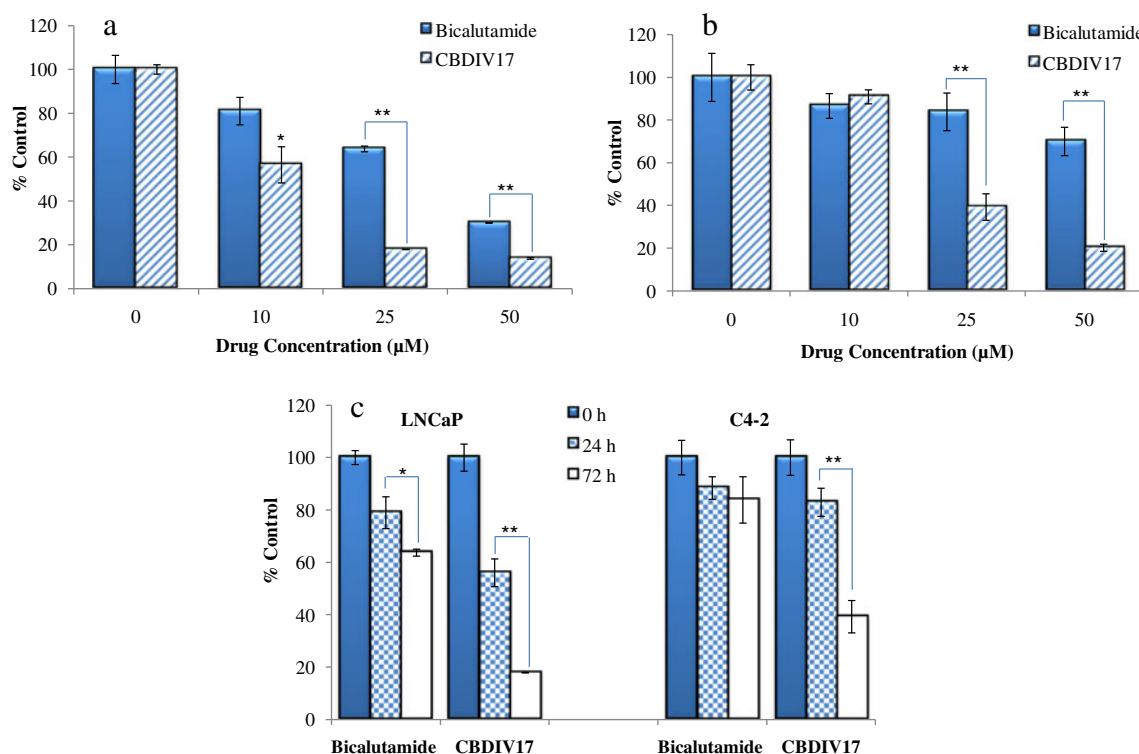 a
Bicalutamide
CBDIV17
120
100
80
60
40
20
0
% Control
*
**
**
0 10 25 50
Drug Concentration (µM)
b
Bicalutamide
CBDIV17
120
100
80
60
40
20
0
% Control
**
**
0 10 25 50
Drug Concentration (µM)
c
LNCaP
C4-2
0 h
24 h
72 h
120
100
80
60
40
20
0
% Control
*
**
**
Bicalutamide CBDIV17 Bicalutamide CBDIV17